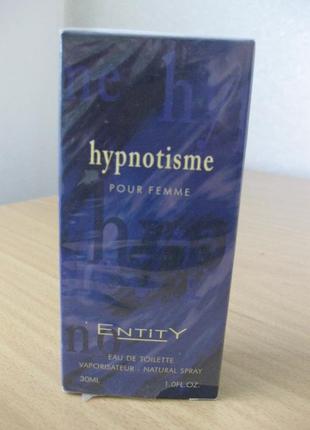 hypnotisme
POUR FEMME
ENTITY
EAU DE TOILETTE
VAPORISATEUR - NATURAL SPRAY
30ML 1.0FL.OZ.